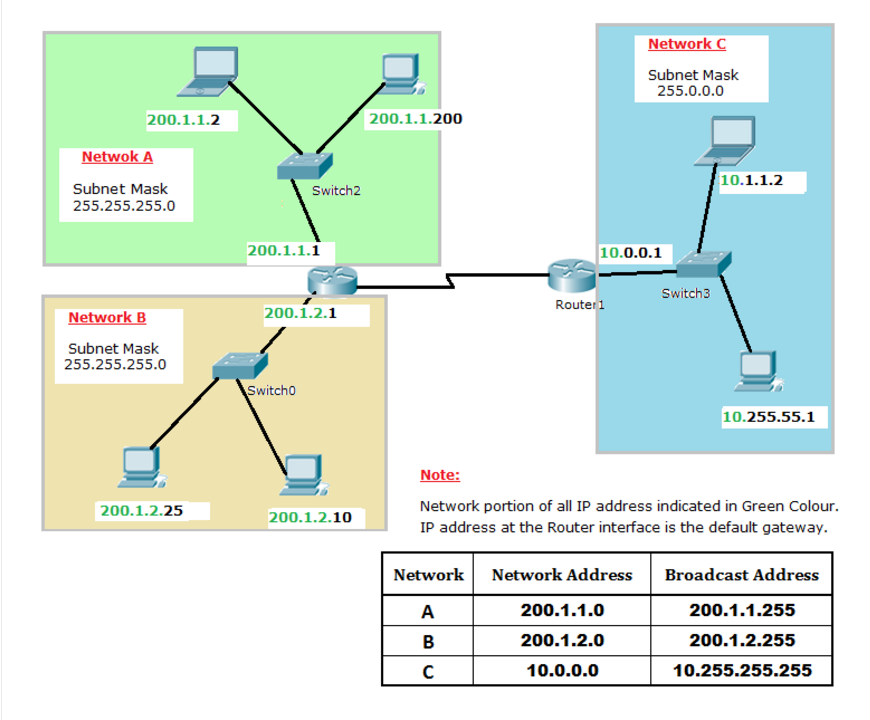 200.1.1.2
200.1.1.200
Netwok A
Subnet Mask
255.255.255.0
Switch2
200.1.1.1
Network C
Subnet Mask
255.0.0.0
10.1.1.2
10.0.0.1
Switch3
Router1
10.255.55.1
200.1.2.1
Network B
Subnet Mask
255.255.255.0
Switch0
200.1.2.25
200.1.2.10
Note:
Network portion of all IP address indicated in Green Colour.
IP address at the Router interface is the default gateway.
Network Network Address Broadcast Address
A 200.1.1.0 200.1.1.255
B 200.1.2.0 200.1.2.255
C 10.0.0.0 10.255.255.255